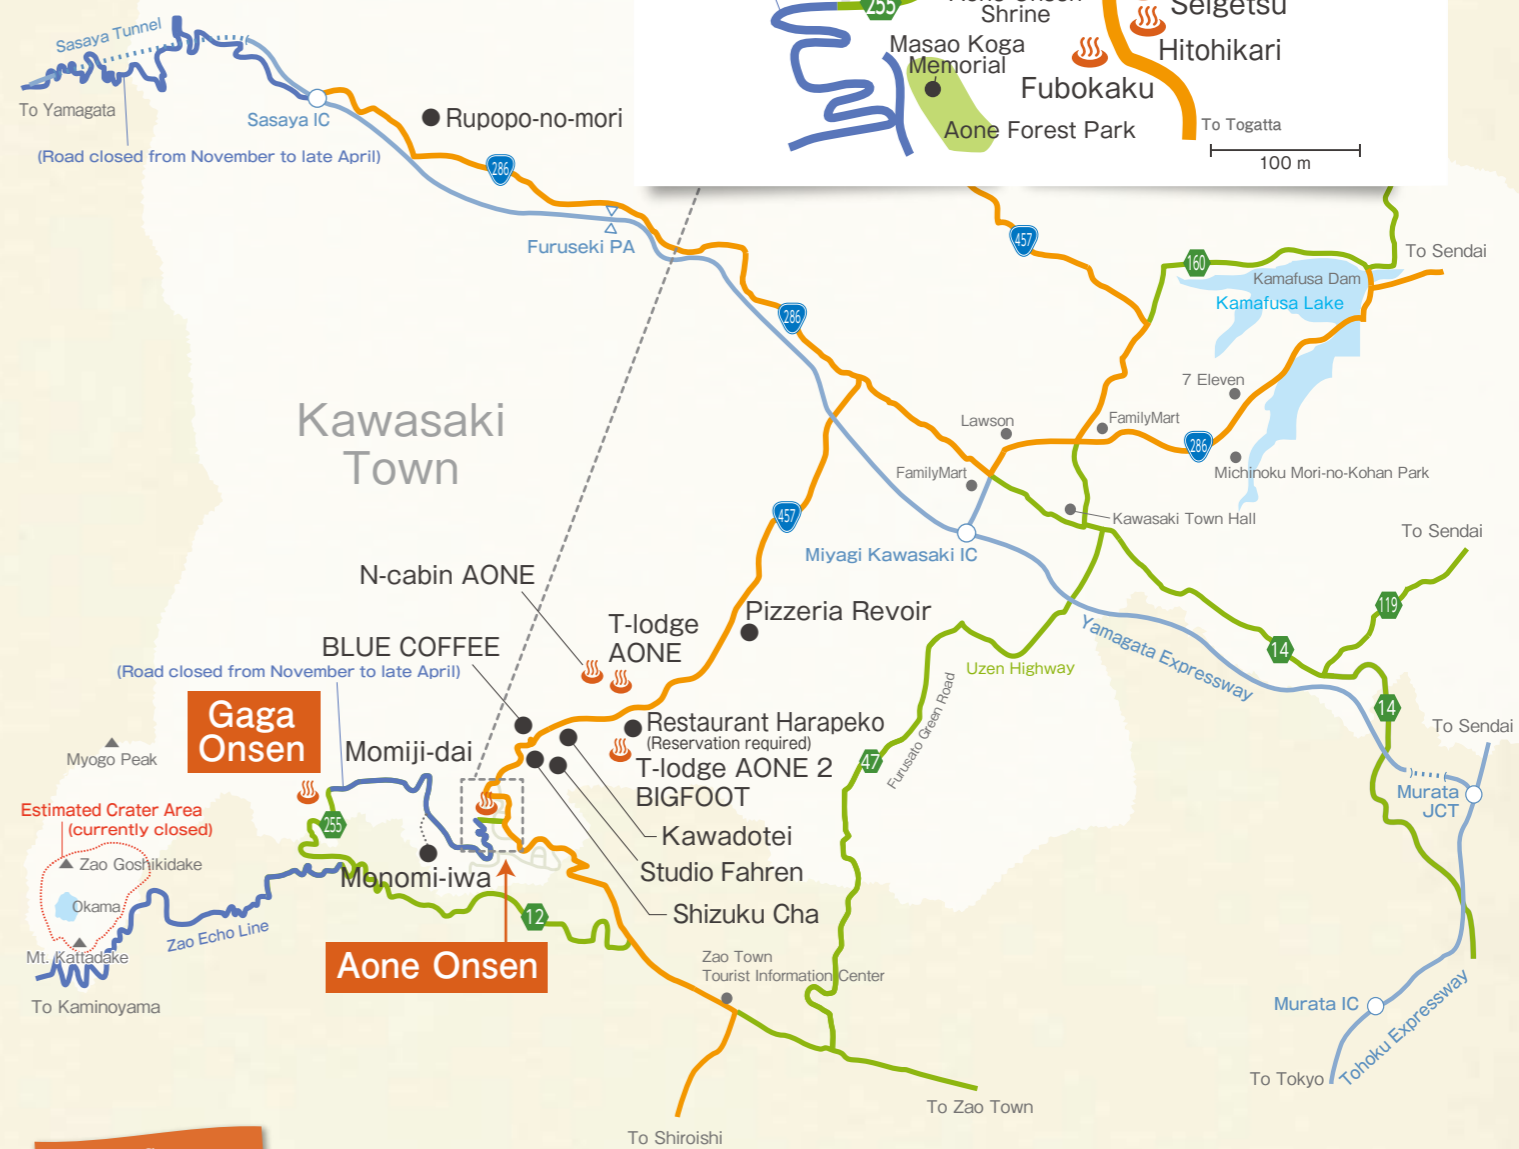 255
Shrine
Seigetsu
Masao Koga
Memorial
Hitohikari
Fubokaku
Aone Forest Park
To Togatta
100 m
Sasaya Tunnel
To Yamagata
Sasaya IC
Rupopo-no-mori
(Road closed from November to late April)
286
Furuseki PA
457
160
To Sendai
Kamafusa Dam
Kamafusa Lake
286
7 Eleven
Kawasaki
Town
Lawson
FamilyMart
286
FamilyMart
Michinoku Mori-no-Kohan Park
457
Kawasaki Town Hall
To Sendai
Miyagi Kawasaki IC
N-cabin AONE
119
Pizzeria Revoir
T-lodge
AONE
BLUE COFFEE
Yamagata Expressway
14
(Road closed from November to late April)
Uzen Highway
Furusato Green Road
14
Gaga
Onsen
Restaurant Harapeko
(Reservation required)
To Sendai
Momiji-dai
Myogo Peak
47
T-lodge AONE 2
BIGFOOT
Murata
JCT
Estimated Crater Area
(currently closed)
255
Kawadotei
Zao Goshikidake
Monomi-iwa
Studio Fahren
Okama
Shizuku Cha
12
Zao Echo Line
Mt. Kattadake
Aone Onsen
Zao Town
Tourist Information Center
To Kaminoyama
Murata IC
Tohoku Expressway
To Tokyo
To Zao Town
To Shiroishi